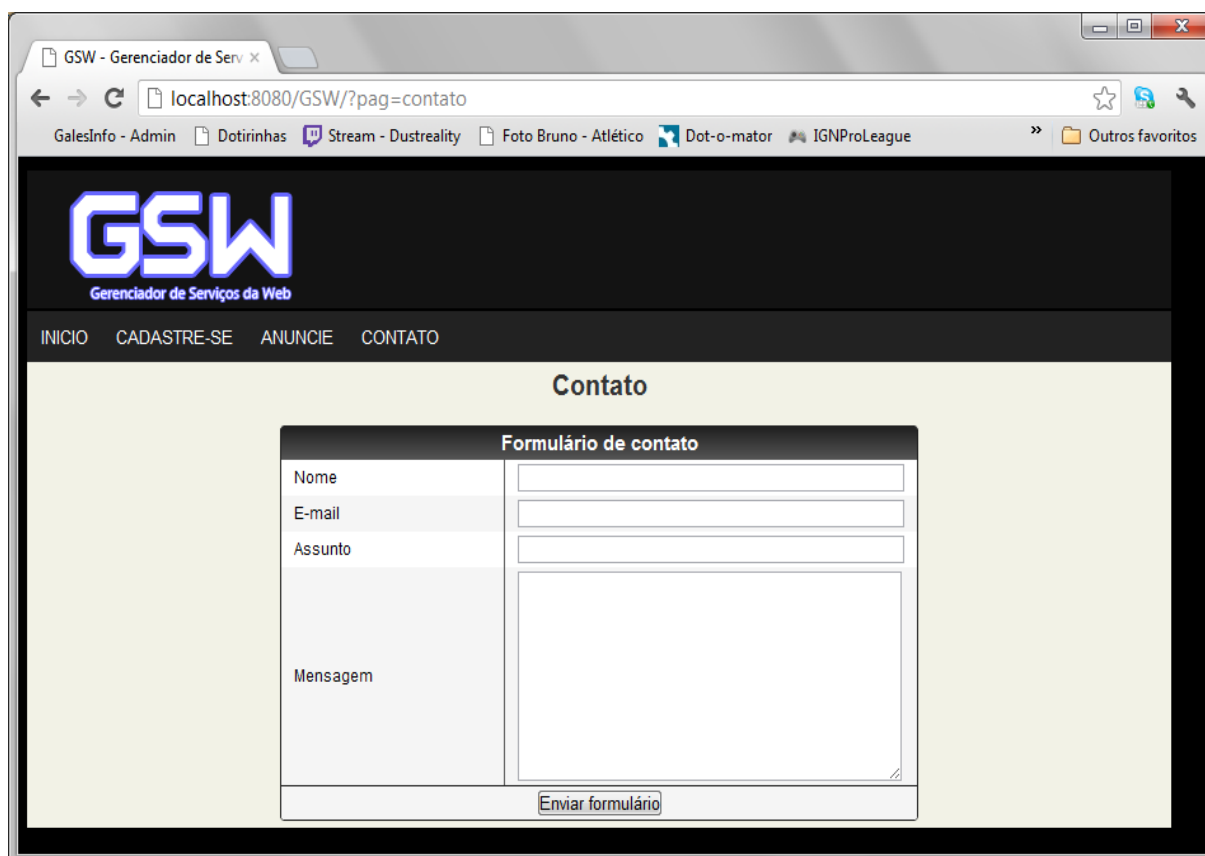 GSW - Gerenciador de Serv
localhost:8080/GSW/?pag=contato
GalesInfo - Admin Dotirinhas Stream - Dustreality Foto Bruno - Atlético Dot-o-mator IGNProLeague » Outros favoritos
GSW
Gerenciador de Serviços da Web
INICIO CADASTRE-SE ANUNCIE CONTATO
Contato
Formulário de contato
Nome
E-mail
Assunto
Mensagem
Enviar formulário